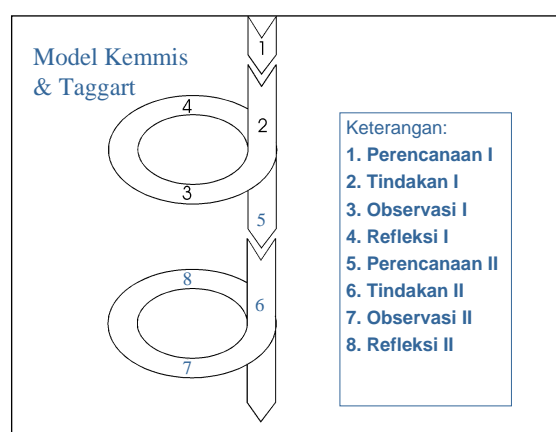 Model Kemmis
& Taggart
1
4
2
3
5
8
6
7
Keterangan:
1. Perencanaan I
2. Tindakan I
3. Observasi I
4. Refleksi I
5. Perencanaan II
6. Tindakan II
7. Observasi II
8. Refleksi II